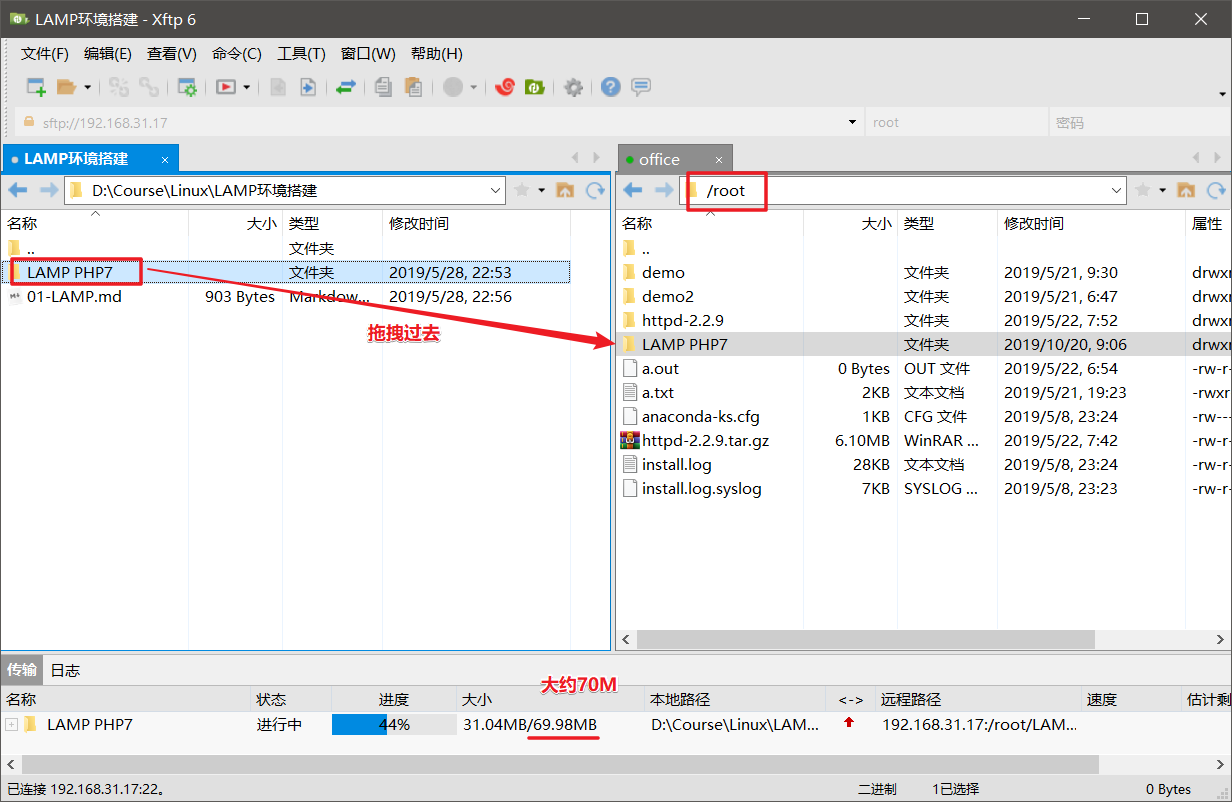 LAMP环境搭建 - Xftp 6
文件(F) 编辑(E) 查看(V) 命令(C) 工具(T) 窗口(W) 帮助(H)
sftp://192.168.31.17 root 密码
LAMP环境搭建 × office ×
D:\Course\Linux\LAMP环境搭建 /root
名称 大小 类型 修改时间 名称 大小 类型 修改时间 属性
.. 文件夹 ..
LAMP PHP7 文件夹 2019/5/28, 22:53 demo 文件夹 2019/5/21, 9:30 drwx
01-LAMP.md 903 Bytes Markdow... 2019/5/28, 22:56 demo2 文件夹 2019/5/21, 6:47 drwx
httpd-2.2.9 文件夹 2019/5/22, 7:52 drwx
拖拽过去
LAMP PHP7 文件夹 2019/10/20, 9:06 drwx
a.out 0 Bytes OUT 文件 2019/5/22, 6:54 -rw-r-
a.txt 2KB 文本文档 2019/5/21, 19:23 -rwxr
anaconda-ks.cfg 1KB CFG 文件 2019/5/8, 23:24 -rw---
httpd-2.2.9.tar.gz 6.10MB WinRAR ... 2019/5/22, 7:42 -rw-r-
install.log 28KB 文本文档 2019/5/8, 23:24 -rw-r-
install.log.syslog 7KB SYSLOG ... 2019/5/8, 23:23 -rw-r-
传输 日志
大约70M
名称 状态 进度 大小 本地路径 <-> 远程路径 速度 估计剩
LAMP PHP7 进行中 44% 31.04MB/69.98MB D:\Course\Linux\LAM... 192.168.31.17:/root/LAM...
已连接 192.168.31.17:22。 二进制 1已选择 0 Bytes